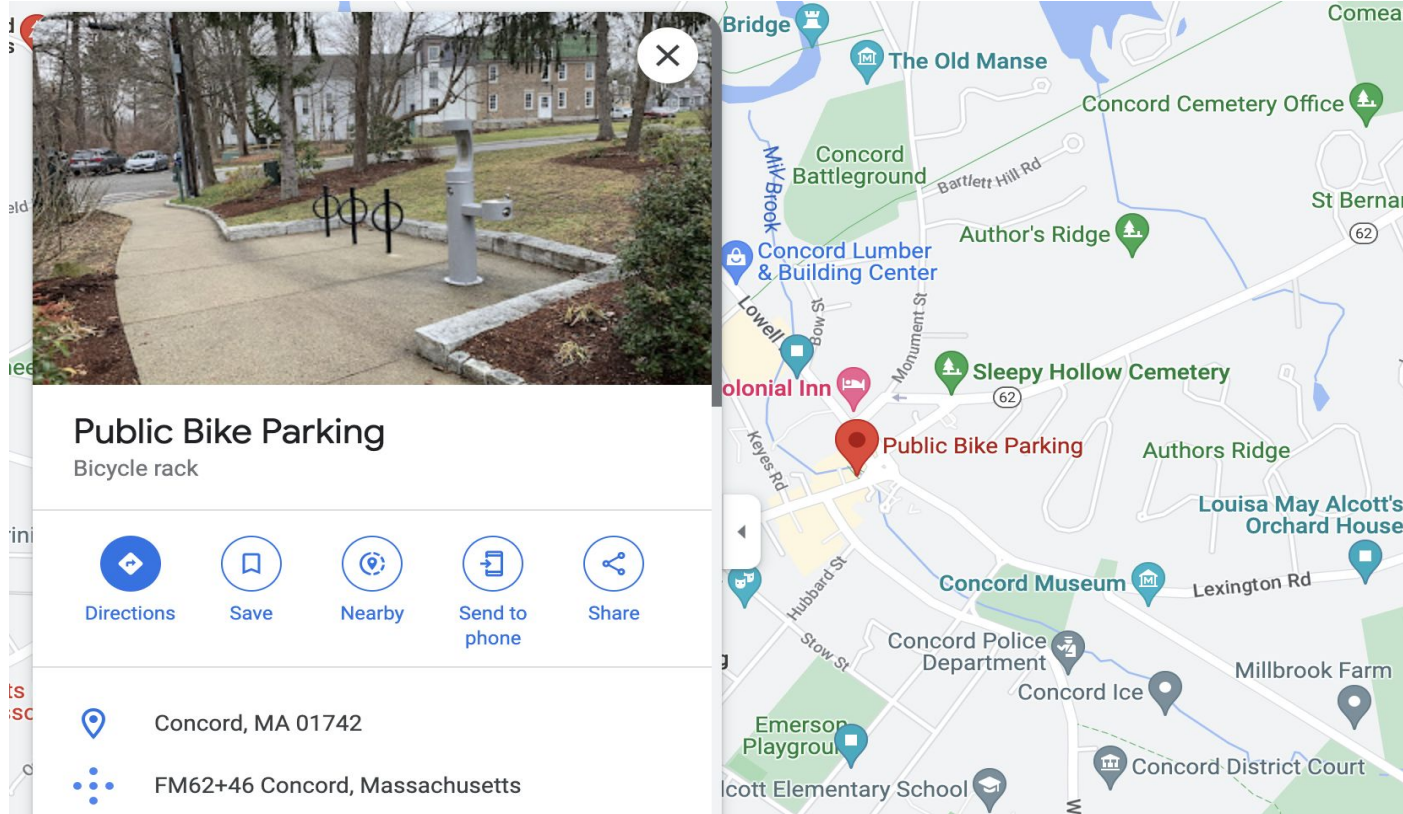 Public Bike Parking
Bicycle rack
Directions
Save
Nearby
Send to
phone
Share
Concord, MA 01742
FM62+46 Concord, Massachusetts
Bridge
The Old Manse
Comea
Concord Cemetery Office
Concord
Battleground
Mill Brook
Bartlett Hill Rd
St Bernar
62
Author's Ridge
Concord Lumber
& Building Center
Lowell
Bow St
Monument St
olonial Inn
Sleepy Hollow Cemetery
62
Keyes Rd
Public Bike Parking
Authors Ridge
Louisa May Alcott's
Orchard House
Concord Museum
Lexington Rd
Hubbard St
Stow St
Concord Police
Department
Concord Ice
Millbrook Farm
Emerson
Playgroun
Concord District Court
lcott Elementary School
W